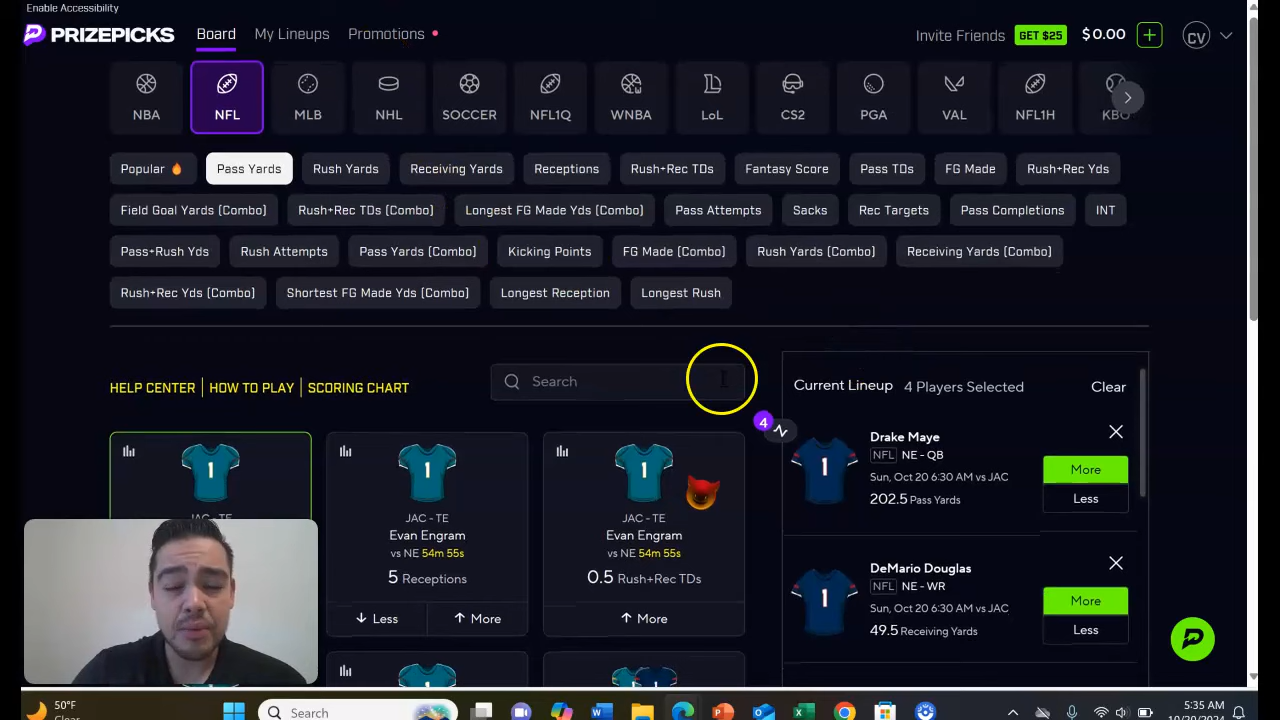 Enable Accessibility
PRIZEPICKS Board My Lineups Promotions Invite Friends GET $25 $0.00 CV
NBA NFL MLB NHL SOCCER NFL1Q WNBA LoL CS2 PGA VAL NFL1H
Popular Pass Yards Rush Yards Receiving Yards Receptions Rush+Rec TDs Fantasy Score Pass TDs FG Made Rush+Rec Yds
Field Goal Yards (Combo) Rush+Rec TDs (Combo) Longest FG Made Yds (Combo) Pass Attempts Sacks Rec Targets Pass Completions INT
Pass+Rush Yds Rush Attempts Pass Yards (Combo) Kicking Points FG Made (Combo) Rush Yards (Combo) Receiving Yards (Combo)
Rush+Rec Yds (Combo) Shortest FG Made Yds (Combo) Longest Reception Longest Rush
HELP CENTER HOW TO PLAY SCORING CHART Search
Current Lineup 4 Players Selected Clear
4
1
JAC - TE
1
JAC - TE
Evan Engram
vs NE 54m 55s
5 Receptions
Less More
1
JAC - TE
Evan Engram
vs NE 54m 55s
0.5 Rush+Rec TDs
More
1
Drake Maye
NFL NE - QB
Sun, Oct 20 6:30 AM vs JAC
202.5 Pass Yards
More
Less
1
DeMario Douglas
NFL NE - WR
Sun, Oct 20 6:30 AM vs JAC
49.5 Receiving Yards
More
Less
50°F
Clear
Search
5:35 AM
10/20/2024